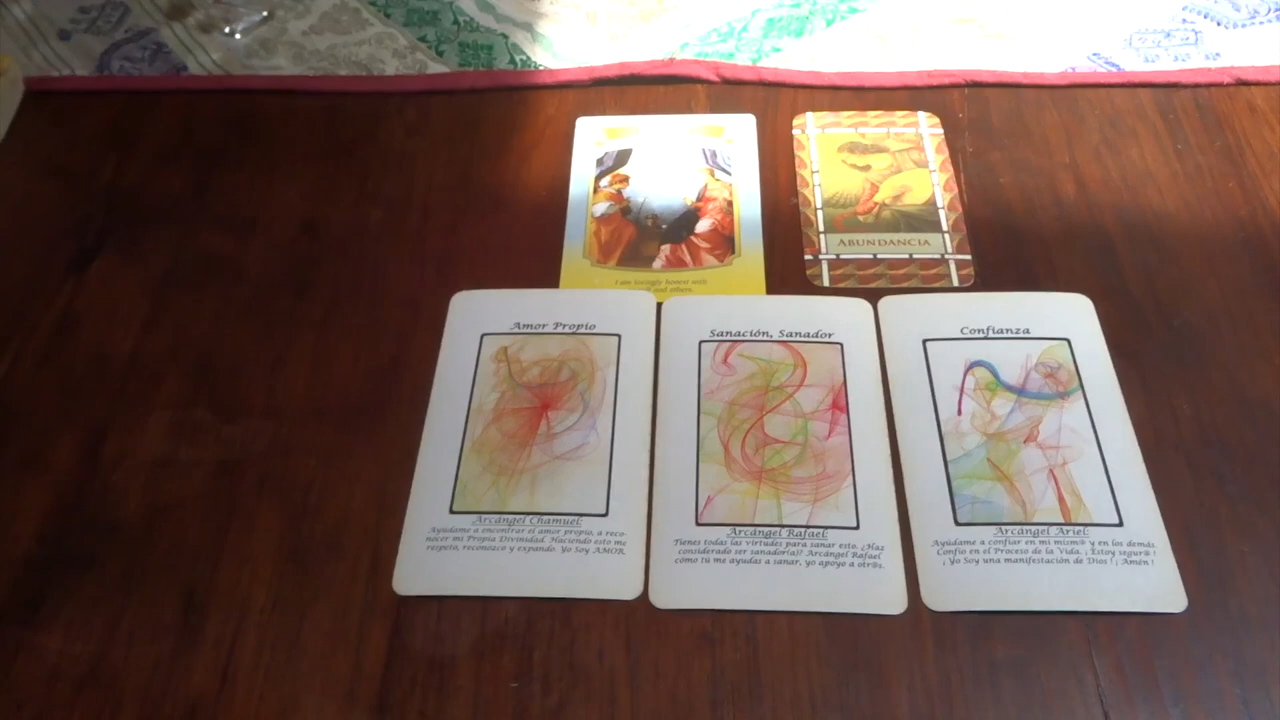 I am lovingly honest with
and others.
ABUNDANCIA
Amor Propio
Arcángel Chamuel:
Ayúdame a encontrar el amor propio, a reco-
nocer mi Propia Divinidad. Haciendo esto me
respeto, reconozco y expando. Yo Soy AMOR.
Sanación, Sanador
Arcángel Rafael:
Tienes todas las virtudes para sanar esto. ¿Has
considerado ser sanador(a)? Arcángel Rafael
cómo tú me ayudas a sanar, yo apoyo a otr@s.
Confianza
Arcángel Ariel:
Ayúdame a confiar en mi mism@ y en los demás.
Confío en el Proceso de la Vida. ¡ Estoy segur@ !
¡ Yo Soy una manifestación de Dios ! ¡ Amén !